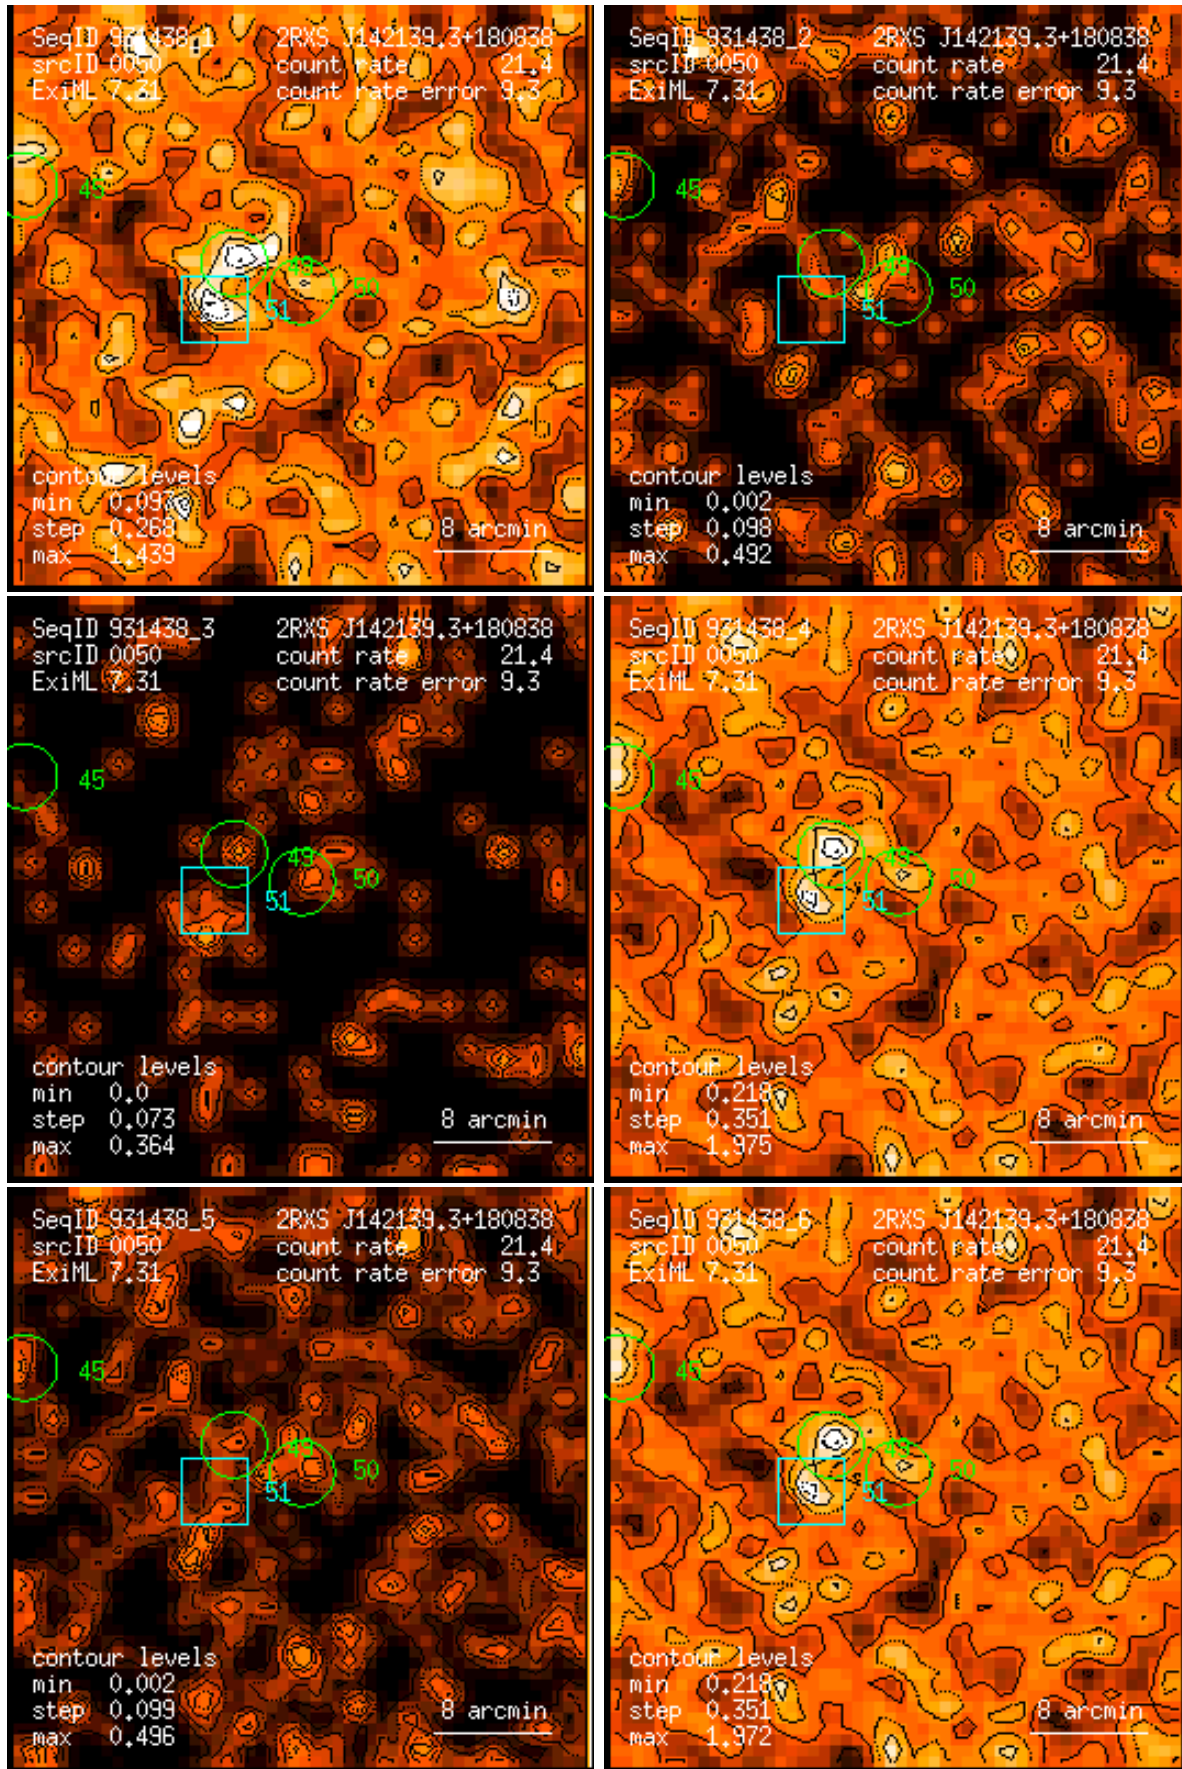 SeqID 931438_1 2RXS J142139.3+180838
srcID 0050 count rate 21.4
ExiML 7.31 count rate error 9.3
45
49
50
51
contour levels
min 0.097
step 0.268
max 1.439
8 arcmin
SeqID 931438_2 2RXS J142139.3+180838
srcID 0050 count rate 21.4
ExiML 7.31 count rate error 9.3
45
49
50
51
contour levels
min 0.002
step 0.098
max 0.492
8 arcmin
SeqID 931438_3 2RXS J142139.3+180838
srcID 0050 count rate 21.4
ExiML 7.31 count rate error 9.3
45
49
50
51
contour levels
min 0.0
step 0.073
max 0.364
8 arcmin
SeqID 931438_4 2RXS J142139.3+180838
srcID 0050 count rate 21.4
ExiML 7.31 count rate error 9.3
45
49
50
51
contour levels
min 0.218
step 0.351
max 1.975
8 arcmin
SeqID 931438_5 2RXS J142139.3+180838
srcID 0050 count rate 21.4
ExiML 7.31 count rate error 9.3
45
49
50
51
contour levels
min 0.002
step 0.099
max 0.496
8 arcmin
SeqID 931438_6 2RXS J142139.3+180838
srcID 0050 count rate 21.4
ExiML 7.31 count rate error 9.3
45
49
50
51
contour levels
min 0.218
step 0.351
max 1.972
8 arcmin